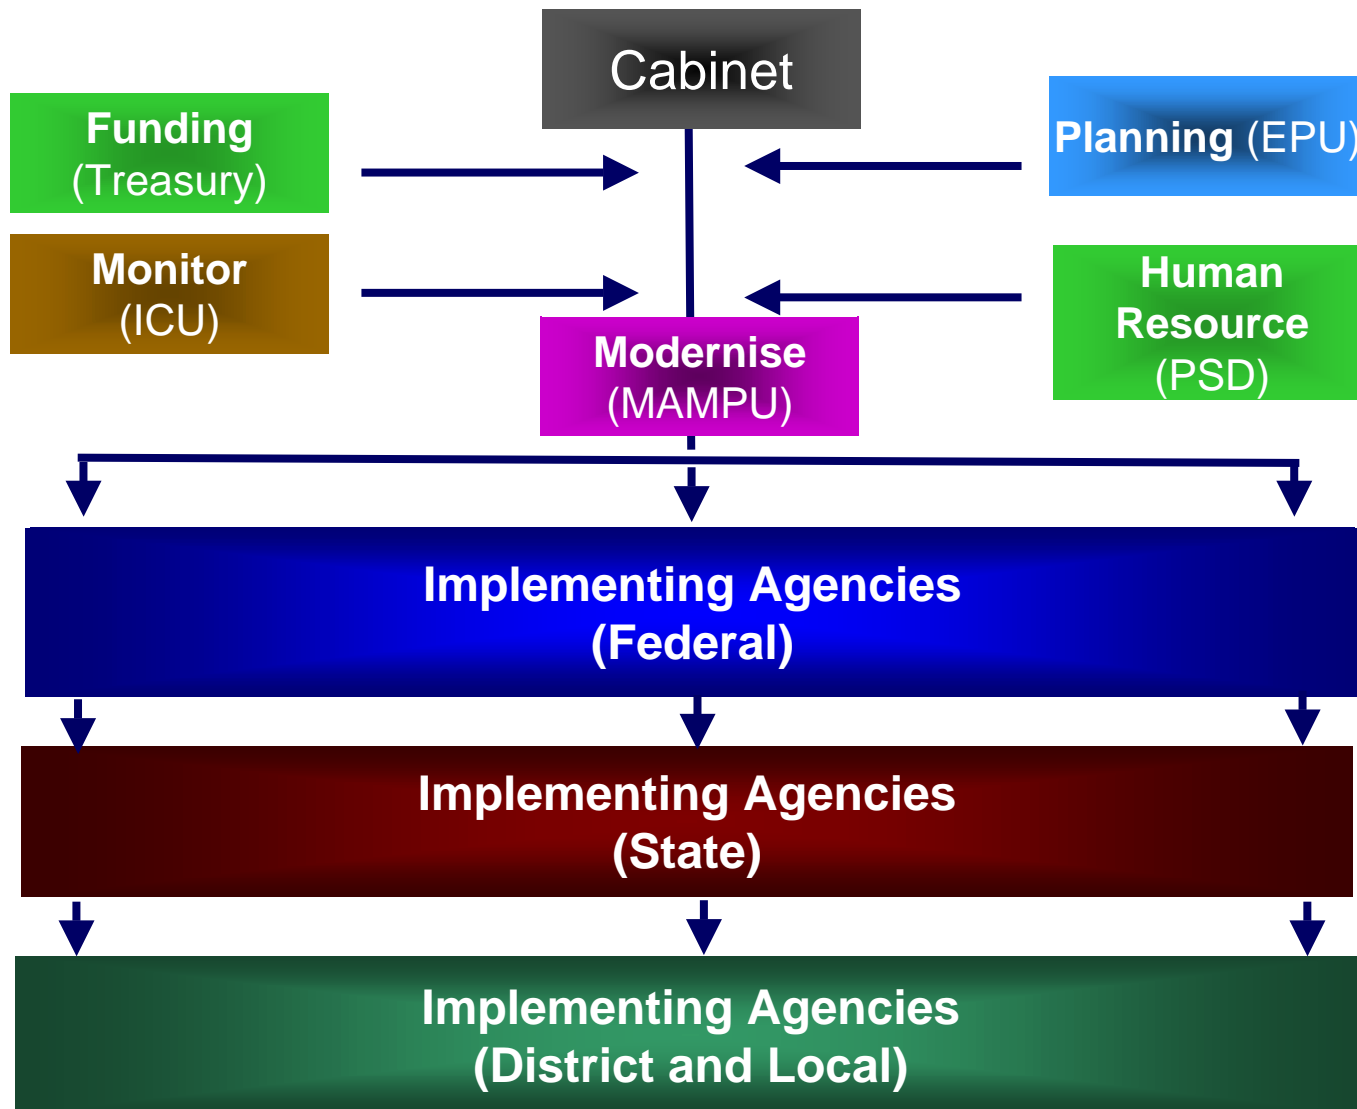 Cabinet
Funding
(Treasury)
Planning (EPU)
Monitor
(ICU)
Human
Resource
(PSD)
Modernise
(MAMPU)
Implementing Agencies
(Federal)
Implementing Agencies
(State)
Implementing Agencies
(District and Local)